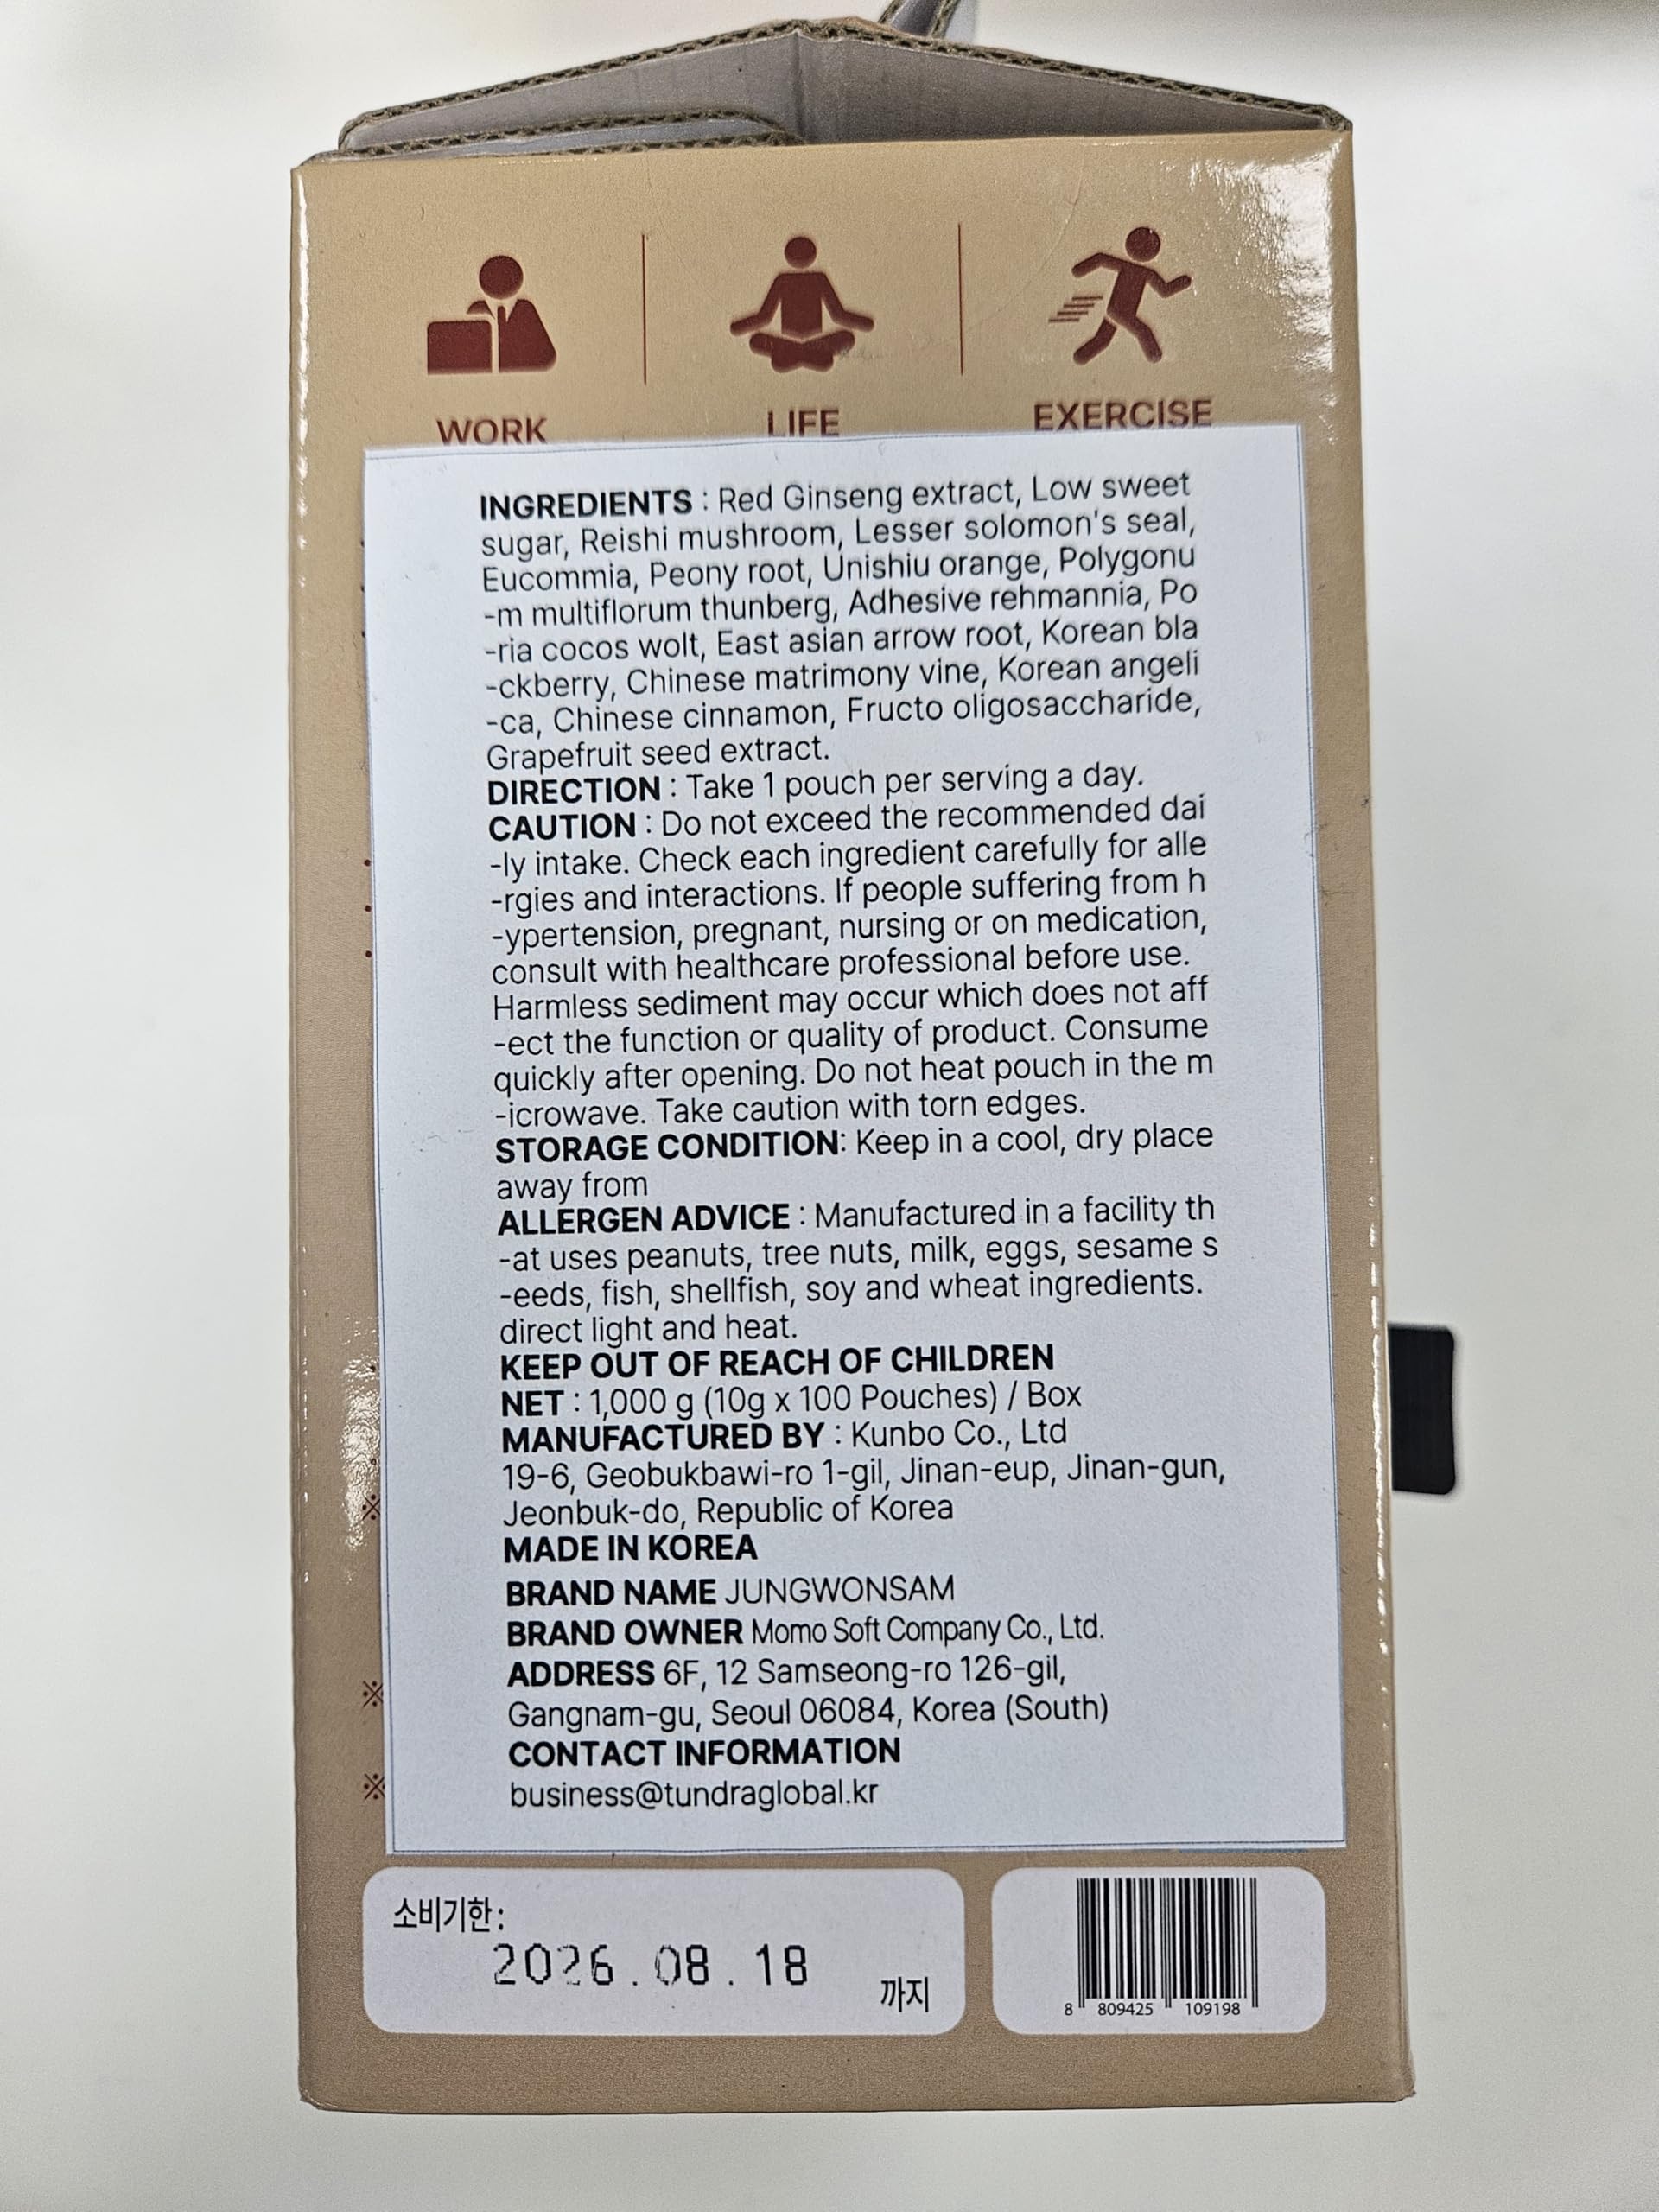 WORK
LIFE
EXERCISE
INGREDIENTS : Red Ginseng extract, Low sweet
sugar, Reishi mushroom, Lesser solomon's seal,
Eucommia, Peony root, Unishiu orange, Polygonu
-m multiflorum thunberg, Adhesive rehmannia, Po
-ria cocos wolt, East asian arrow root, Korean bla
-ckberry, Chinese matrimony vine, Korean angeli
-ca, Chinese cinnamon, Fructo oligosaccharide,
Grapefruit seed extract.
DIRECTION : Take 1 pouch per serving a day.
CAUTION : Do not exceed the recommended dai
-ly intake. Check each ingredient carefully for alle
-rgies and interactions. If people suffering from h
-ypertension, pregnant, nursing or on medication,
consult with healthcare professional before use.
Harmless sediment may occur which does not aff
-ect the function or quality of product. Consume
quickly after opening. Do not heat pouch in the m
-icrowave. Take caution with torn edges.
STORAGE CONDITION: Keep in a cool, dry place
away from
ALLERGEN ADVICE : Manufactured in a facility th
-at uses peanuts, tree nuts, milk, eggs, sesame s
-eeds, fish, shellfish, soy and wheat ingredients.
direct light and heat.
KEEP OUT OF REACH OF CHILDREN
NET : 1,000 g (10g x 100 Pouches) / Box
MANUFACTURED BY : Kunbo Co., Ltd
19-6, Geobukbawi-ro 1-gil, Jinan-eup, Jinan-gun,
Jeonbuk-do, Republic of Korea
MADE IN KOREA
BRAND NAME JUNGWONSAM
BRAND OWNER Momo Soft Company Co., Ltd.
ADDRESS 6F, 12 Samseong-ro 126-gil,
Gangnam-gu, Seoul 06084, Korea (South)
CONTACT INFORMATION
business@tundraglobal.kr
※
※
※
소비기한:
2026.08.18
까지
8 809425 109198